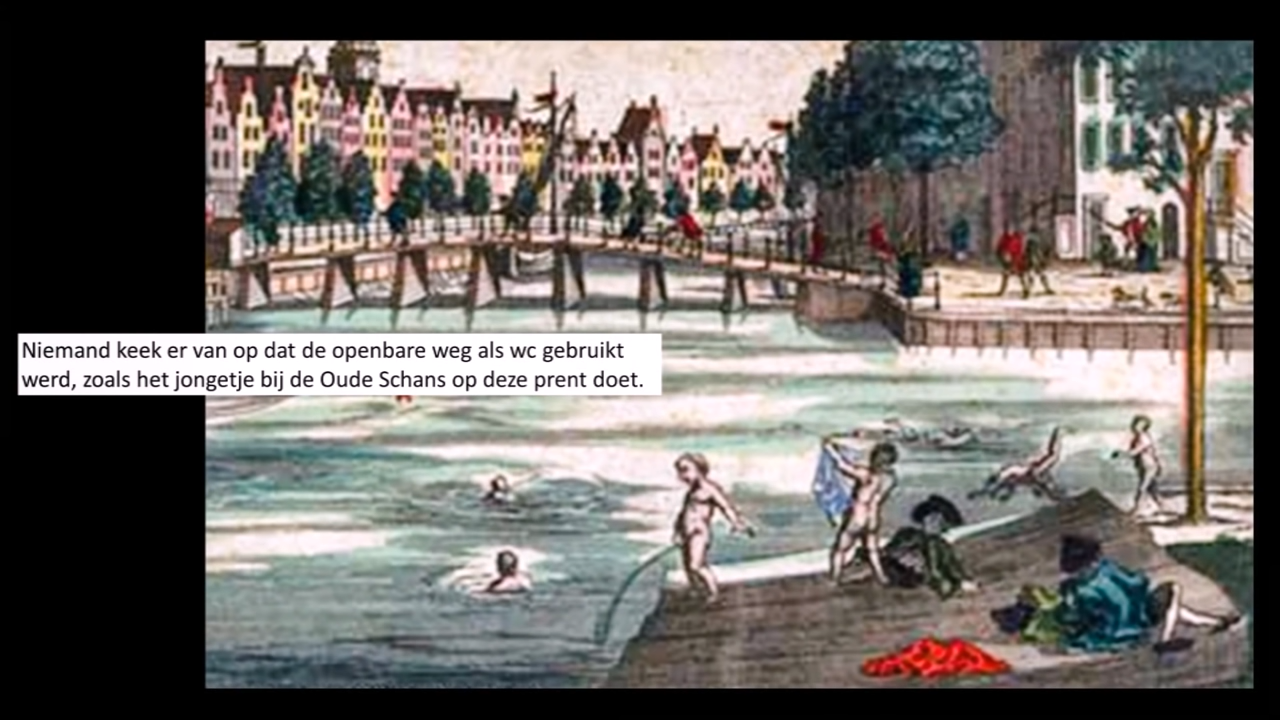 Niemand keek er van op dat de openbare weg als wc gebruikt
werd, zoals het jongetje bij de Oude Schans op deze prent doet.